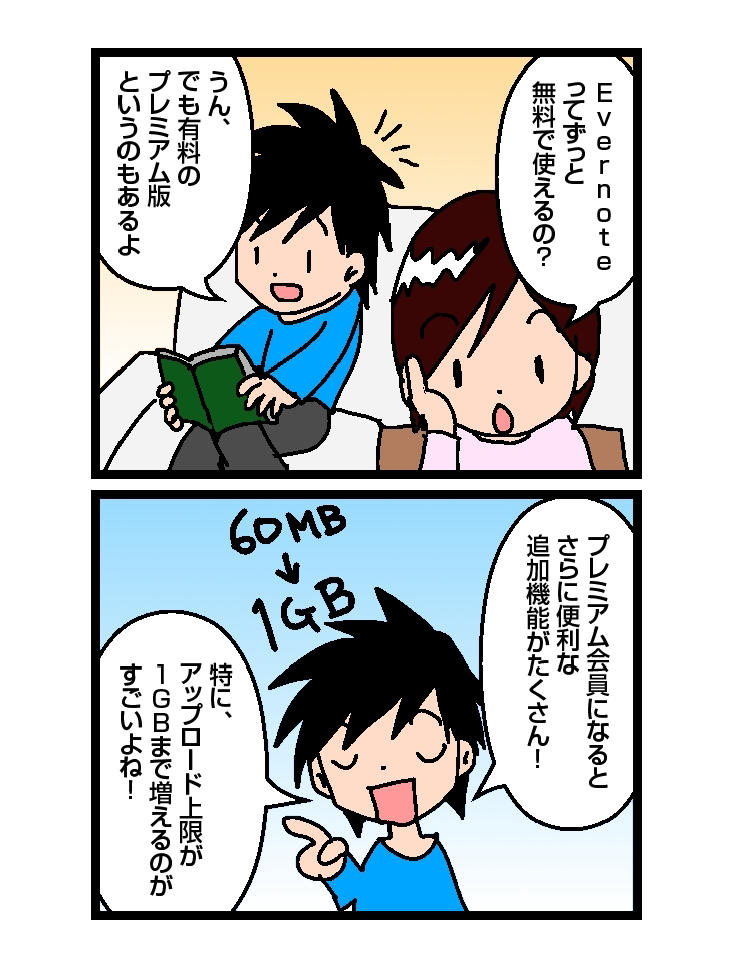 Evernote
ってずっと
無料で使えるの？
うん、
でも有料の
プレミアム版
というのもあるよ
60MB
↓
1GB
プレミアム会員になると
さらに便利な
追加機能がたくさん！
特に、
アップロード上限が
1GBまで増えるのが
すごいよね！